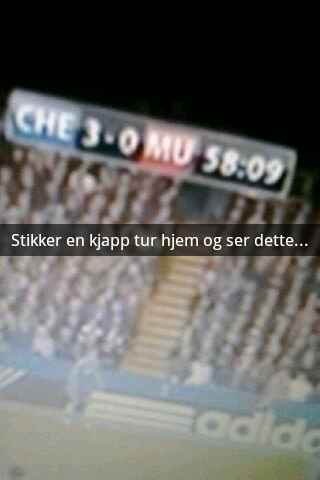 CHE 3-0 MU 58:09
Stikker en kjapp tur hjem og ser dette...
adidas